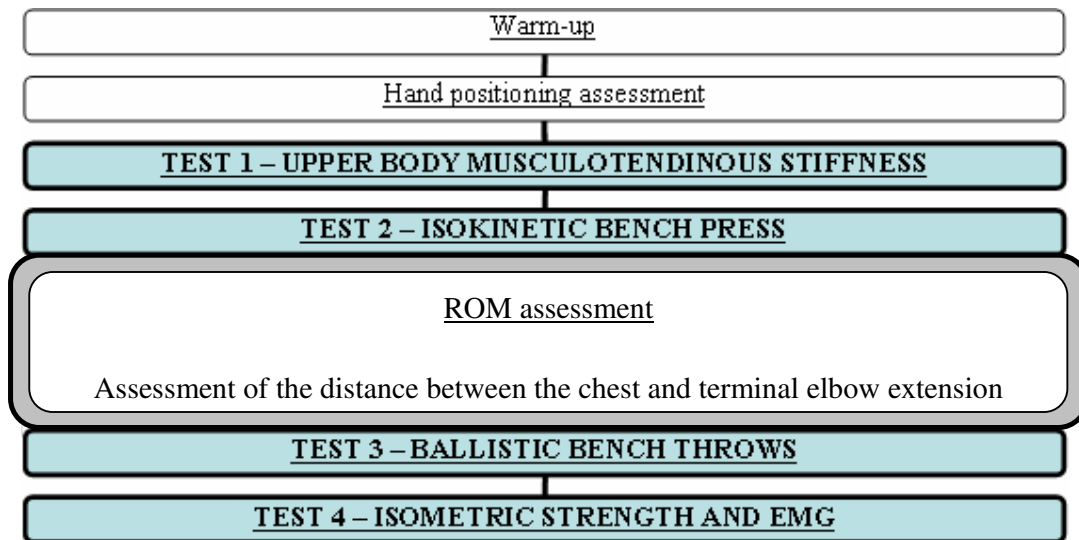 Warm-up
Hand positioning assessment
TEST 1 – UPPER BODY MUSCULOTENDINOUS STIFFNESS
TEST 2 – ISOKINETIC BENCH PRESS
ROM assessment
Assessment of the distance between the chest and terminal elbow extension
TEST 3 – BALLISTIC BENCH THROWS
TEST 4 – ISOMETRIC STRENGTH AND EMG